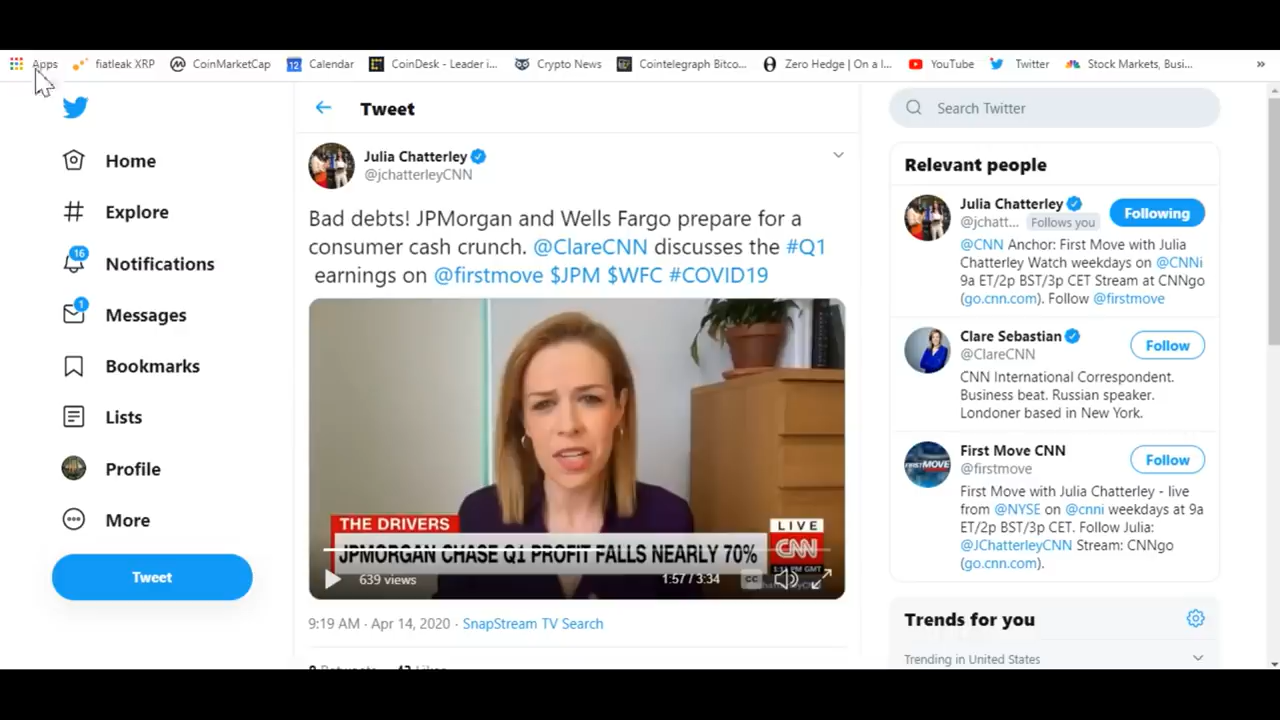 Apps fiatleak XRP CoinMarketCap Calendar CoinDesk - Leader i... Crypto News Cointelegraph Bitco... Zero Hedge | On a l... YouTube Twitter Stock Markets, Busi... »
12
Home
Explore
16
Notifications
1
Messages
Bookmarks
Lists
Profile
More
Tweet
Tweet
Julia Chatterley
@jchatterleyCNN
Bad debts! JPMorgan and Wells Fargo prepare for a
consumer cash crunch. @ClareCNN discusses the #Q1
earnings on @firstmove $JPM $WFC #COVID19
THE DRIVERS
JPMORGAN CHASE Q1 PROFIT FALLS NEARLY 70%
LIVE
CNN
639 views
1:57 / 3:34
CC
9:19 AM · Apr 14, 2020 · SnapStream TV Search
Search Twitter
Relevant people
Julia Chatterley
@jchatt... Follows you
Following
@CNN Anchor: First Move with Julia
Chatterley Watch weekdays on @CNNi
9a ET/2p BST/3p CET Stream at CNNgo
(go.cnn.com). Follow @firstmove
Clare Sebastian
@ClareCNN
Follow
CNN International Correspondent.
Business beat. Russian speaker.
Londoner based in New York.
First Move CNN
@firstmove
Follow
FIRST MOVE
First Move with Julia Chatterley - live
from @NYSE on @cnni weekdays at 9a
ET/2p BST/3p CET. Follow Julia:
@JChatterleyCNN Stream: CNNgo
(go.cnn.com).
Trends for you
Trending in United States